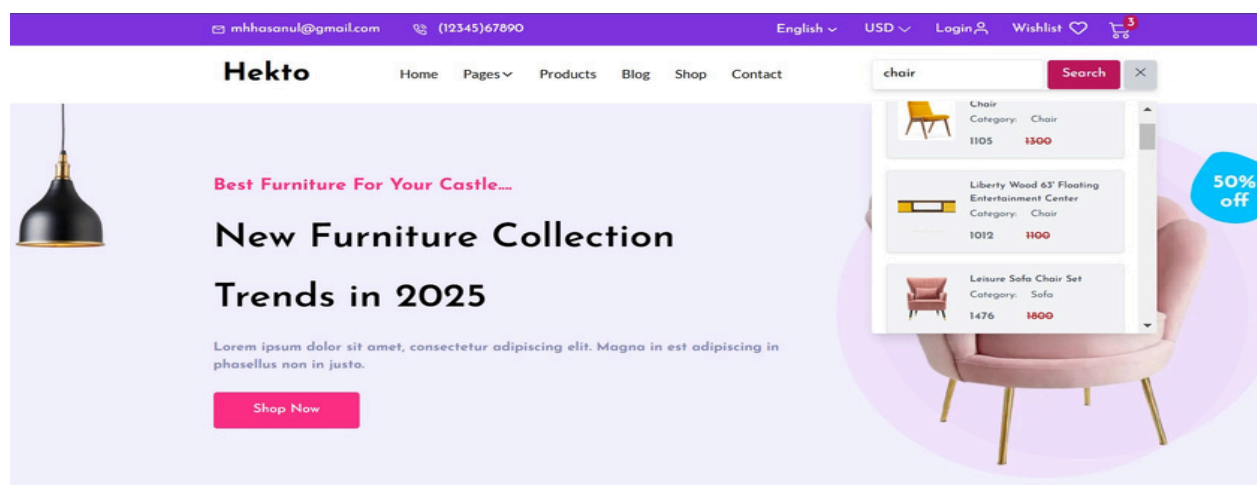 mhhasanul@gmail.com (12345)67890 English USD Login Wishlist 3
Hekto Home Pages Products Blog Shop Contact chair Search
Chair
Category: Chair
1105 1300
Liberty Wood 63' Floating
Entertainment Center
Category: Chair
1012 1100
Leisure Sofa Chair Set
Category: Sofa
1476 1800
50%
off
Best Furniture For Your Castle....
New Furniture Collection
Trends in 2025
Lorem ipsum dolor sit amet, consectetur adipiscing elit. Magna in est adipiscing in
phasellus non in justo.
Shop Now